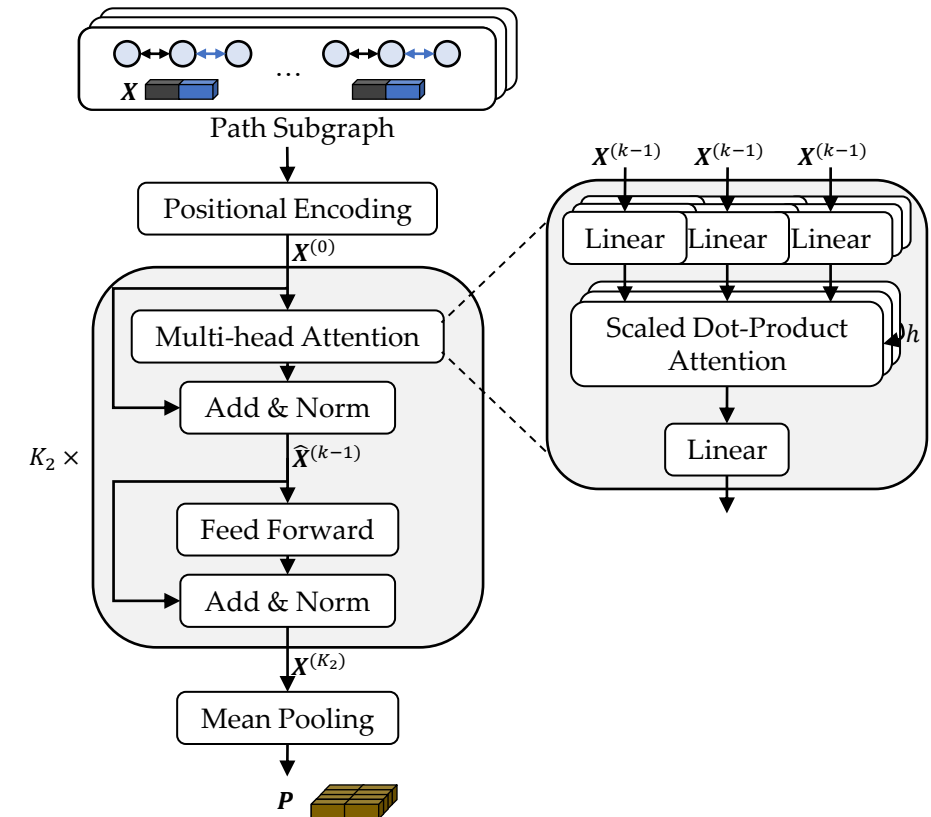 …
X
Path Subgraph
Positional Encoding
X^(0)
Multi-head Attention
Add & Norm
K₂ ×
X̂^(k−1)
Feed Forward
Add & Norm
X^(K₂)
Mean Pooling
P
X^(k−1) X^(k−1) X^(k−1)
Linear Linear Linear
Scaled Dot-Product
Attention
h
Linear